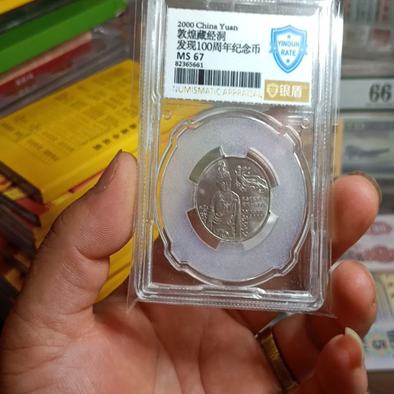 2000 China Yuan
敦煌藏经洞
发现100周年纪念币
MS 67
82365661
YINDUN
RATE
NUMISMATIC APPRAISAL
银盾
66